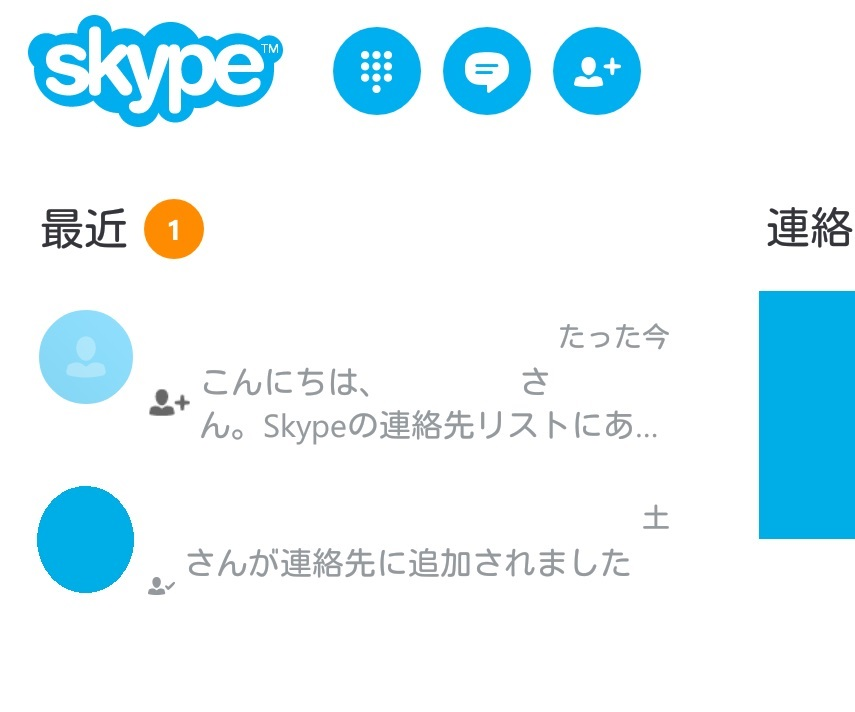 skype™
最近 1
連絡
たった今
こんにちは、 さ
ん。Skypeの連絡先リストにあ...
土
さんが連絡先に追加されました